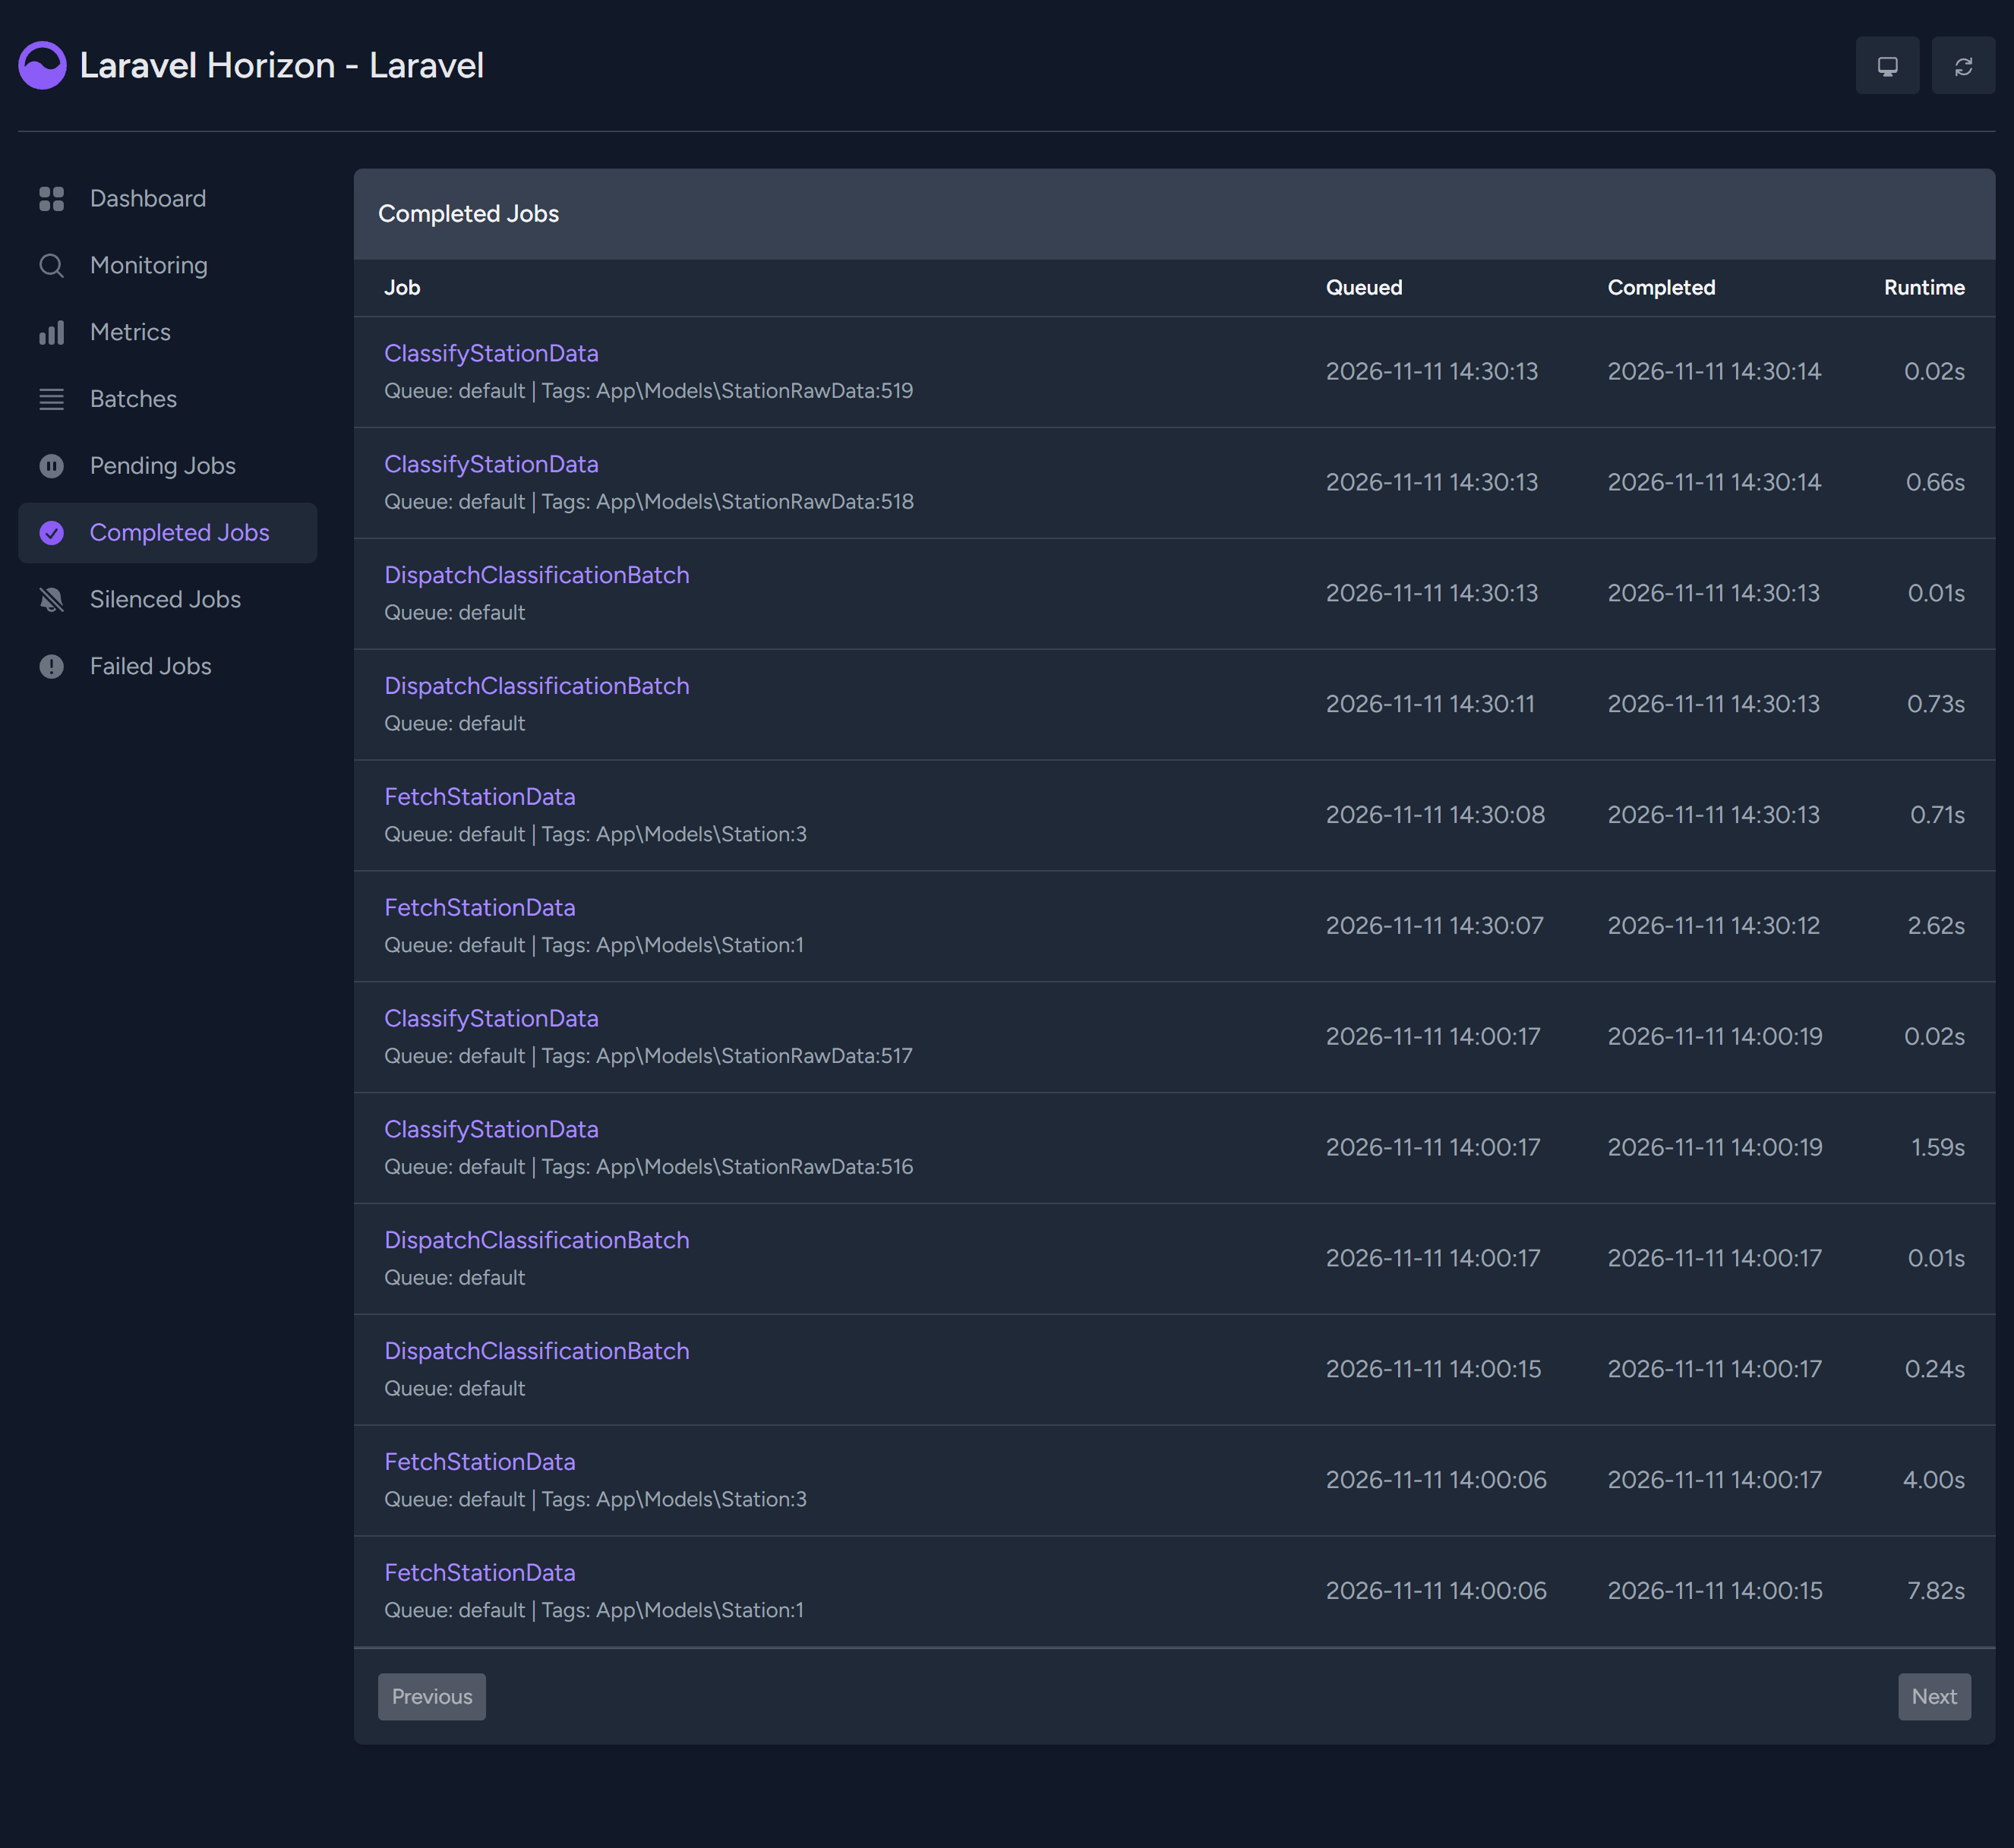 Laravel Horizon - Laravel
Dashboard
Monitoring
Metrics
Batches
Pending Jobs
Completed Jobs
Silenced Jobs
Failed Jobs
Completed Jobs
Job Queued Completed Runtime
ClassifyStationData
Queue: default | Tags: App\Models\StationRawData:519
2026-11-11 14:30:13 2026-11-11 14:30:14 0.02s
ClassifyStationData
Queue: default | Tags: App\Models\StationRawData:518
2026-11-11 14:30:13 2026-11-11 14:30:14 0.66s
DispatchClassificationBatch
Queue: default
2026-11-11 14:30:13 2026-11-11 14:30:13 0.01s
DispatchClassificationBatch
Queue: default
2026-11-11 14:30:11 2026-11-11 14:30:13 0.73s
FetchStationData
Queue: default | Tags: App\Models\Station:3
2026-11-11 14:30:08 2026-11-11 14:30:13 0.71s
FetchStationData
Queue: default | Tags: App\Models\Station:1
2026-11-11 14:30:07 2026-11-11 14:30:12 2.62s
ClassifyStationData
Queue: default | Tags: App\Models\StationRawData:517
2026-11-11 14:00:17 2026-11-11 14:00:19 0.02s
ClassifyStationData
Queue: default | Tags: App\Models\StationRawData:516
2026-11-11 14:00:17 2026-11-11 14:00:19 1.59s
DispatchClassificationBatch
Queue: default
2026-11-11 14:00:17 2026-11-11 14:00:17 0.01s
DispatchClassificationBatch
Queue: default
2026-11-11 14:00:15 2026-11-11 14:00:17 0.24s
FetchStationData
Queue: default | Tags: App\Models\Station:3
2026-11-11 14:00:06 2026-11-11 14:00:17 4.00s
FetchStationData
Queue: default | Tags: App\Models\Station:1
2026-11-11 14:00:06 2026-11-11 14:00:15 7.82s
Previous
Next